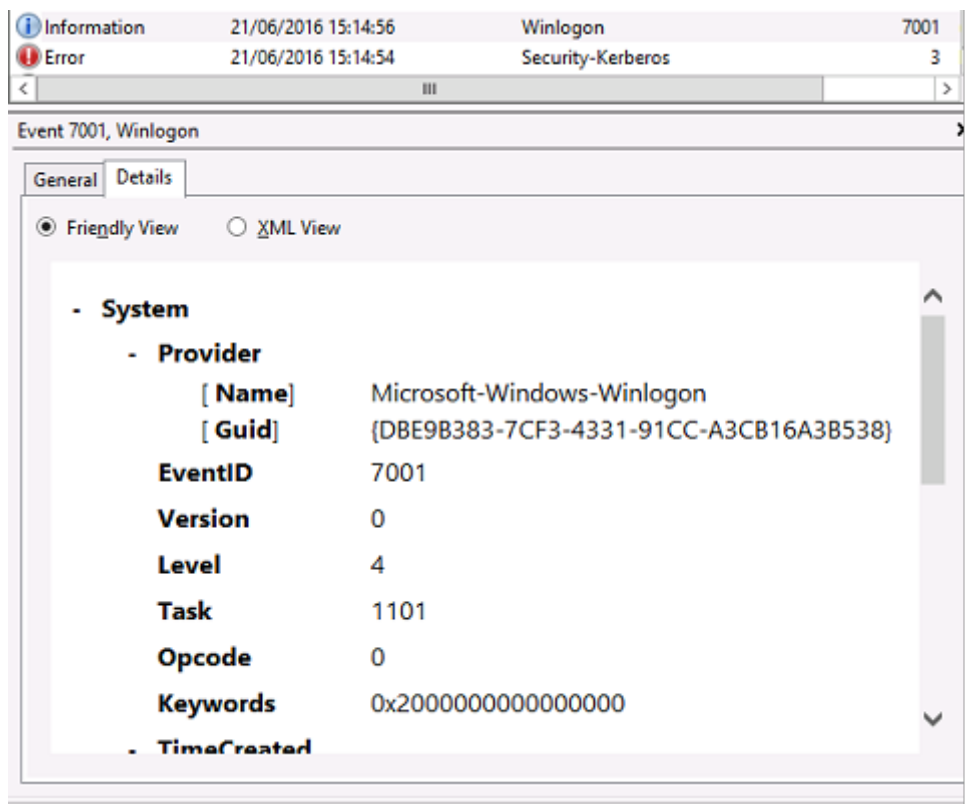 Information 21/06/2016 15:14:56 Winlogon 7001
Error 21/06/2016 15:14:54 Security-Kerberos 3
Event 7001, Winlogon
General Details
Friendly View XML View
- System
- Provider
[ Name] Microsoft-Windows-Winlogon
[ Guid] {DBE9B383-7CF3-4331-91CC-A3CB16A3B538}
EventID 7001
Version 0
Level 4
Task 1101
Opcode 0
Keywords 0x2000000000000000
- TimeCreated